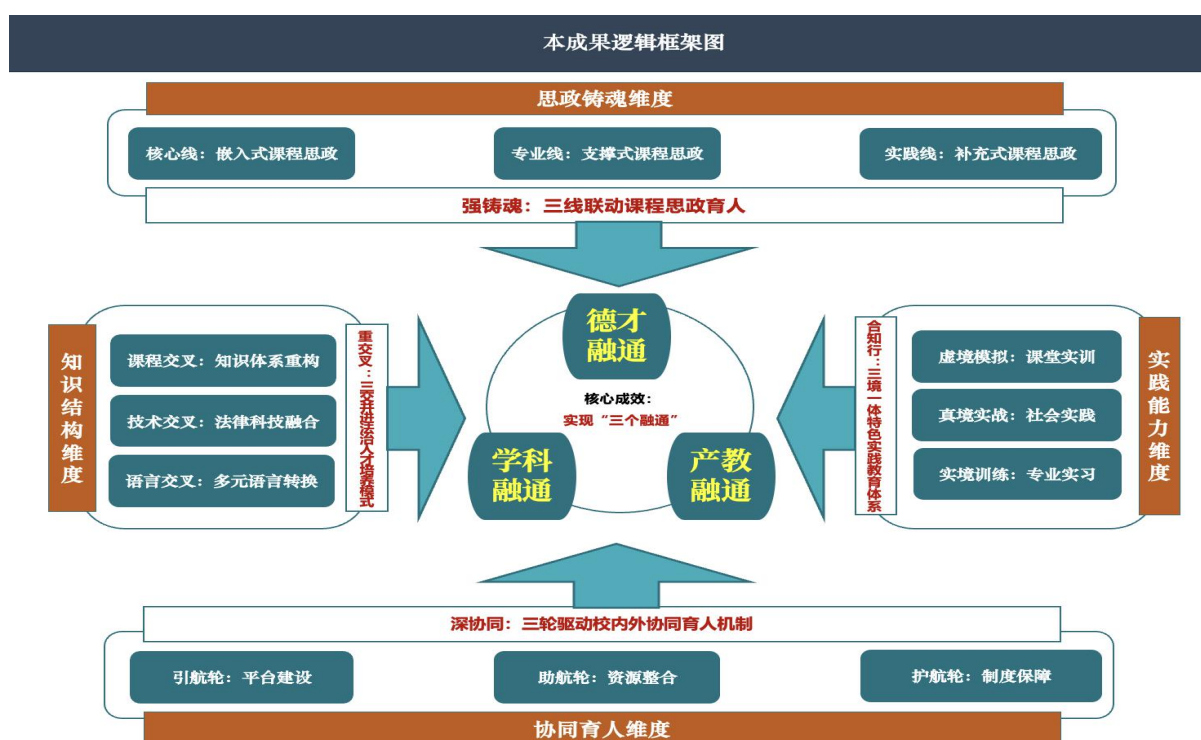 本成果逻辑框架图
思政铸魂维度
核心线：嵌入式课程思政
专业线：支撑式课程思政
实践线：补充式课程思政
强铸魂：三线联动课程思政育人
知识结构维度
课程交叉：知识体系重构
技术交叉：法律科技融合
语言交叉：多元语言转换
重交叉：三交并进法治人才培养模式
德才
融通
核心成效：
实现“三个融通”
学科
融通
产教
融通
合知行：三境一体特色实践教育体系
虚境模拟：课堂实训
真境实战：社会实践
实境训练：专业实习
实践能力维度
深协同：三轮驱动校内外协同育人机制
引航轮：平台建设
助航轮：资源整合
护航轮：制度保障
协同育人维度